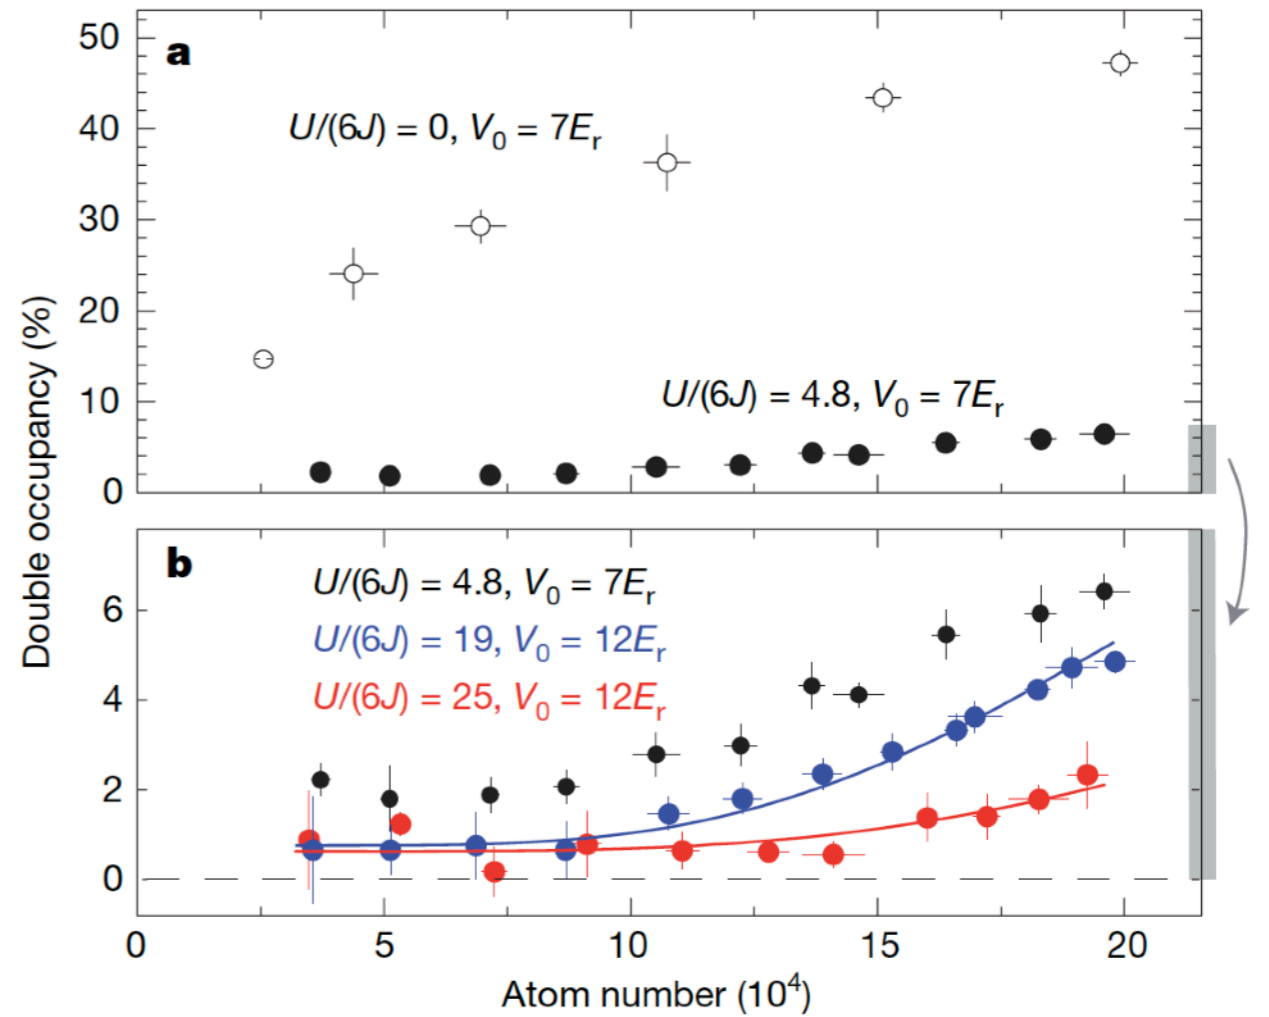 Double occupancy (%)
a
50
40
30
20
10
0
U/(6J) = 0, V₀ = 7Eᵣ
U/(6J) = 4.8, V₀ = 7Eᵣ
b
6
4
2
0
U/(6J) = 4.8, V₀ = 7Eᵣ
U/(6J) = 19, V₀ = 12Eᵣ
U/(6J) = 25, V₀ = 12Eᵣ
0 5 10 15 20
Atom number (10⁴)